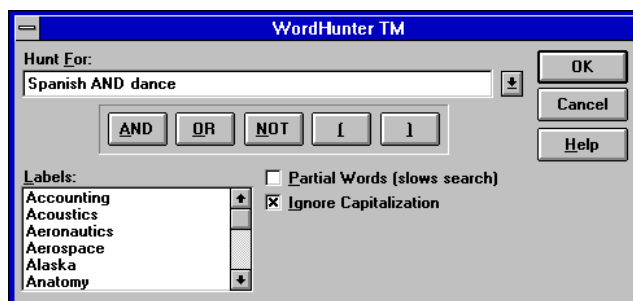 WordHunter TM
Hunt For:
Spanish AND dance
OK
Cancel
Help
AND OR NOT ( )
Labels:
Accounting
Acoustics
Aeronautics
Aerospace
Alaska
Anatomy
Partial Words (slows search)
Ignore Capitalization